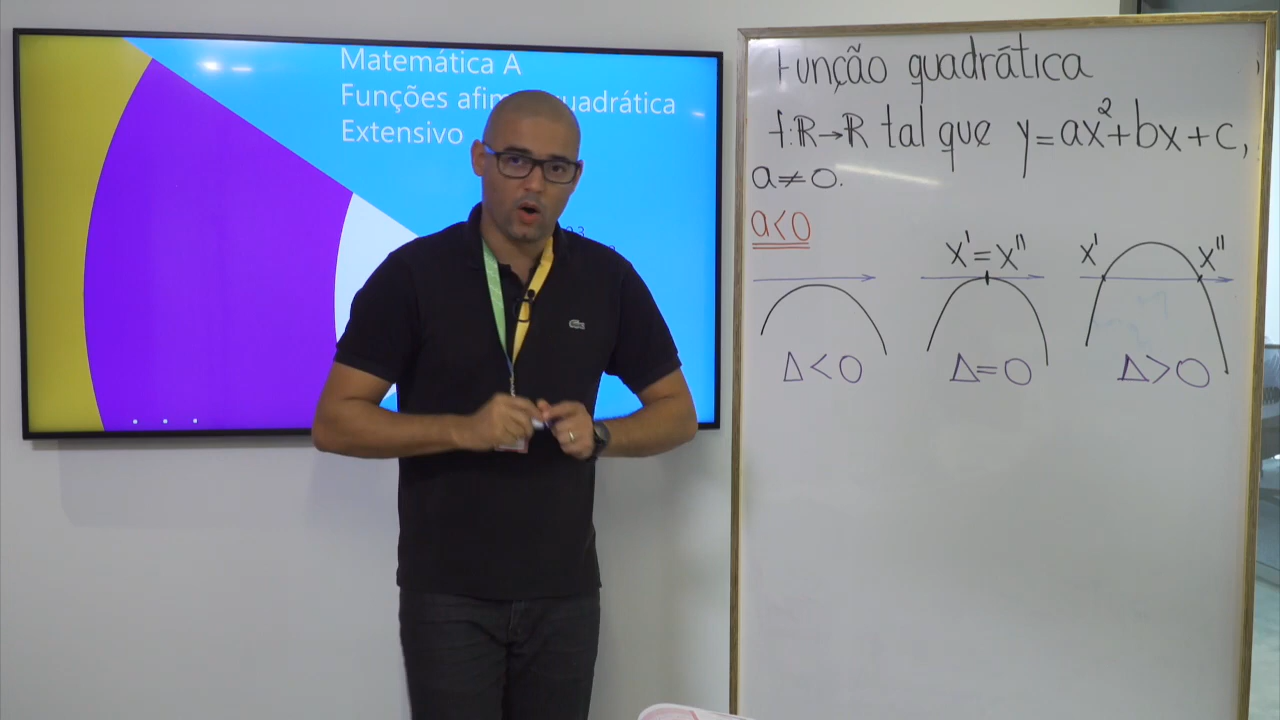 Matemática A
Funções afim quadrática
Extensivo
Função quadrática
f:R→R tal que y=ax²+bx+c,
a≠0.
a<0
x'=x"
x' x"
Δ<0
Δ=0
Δ>0